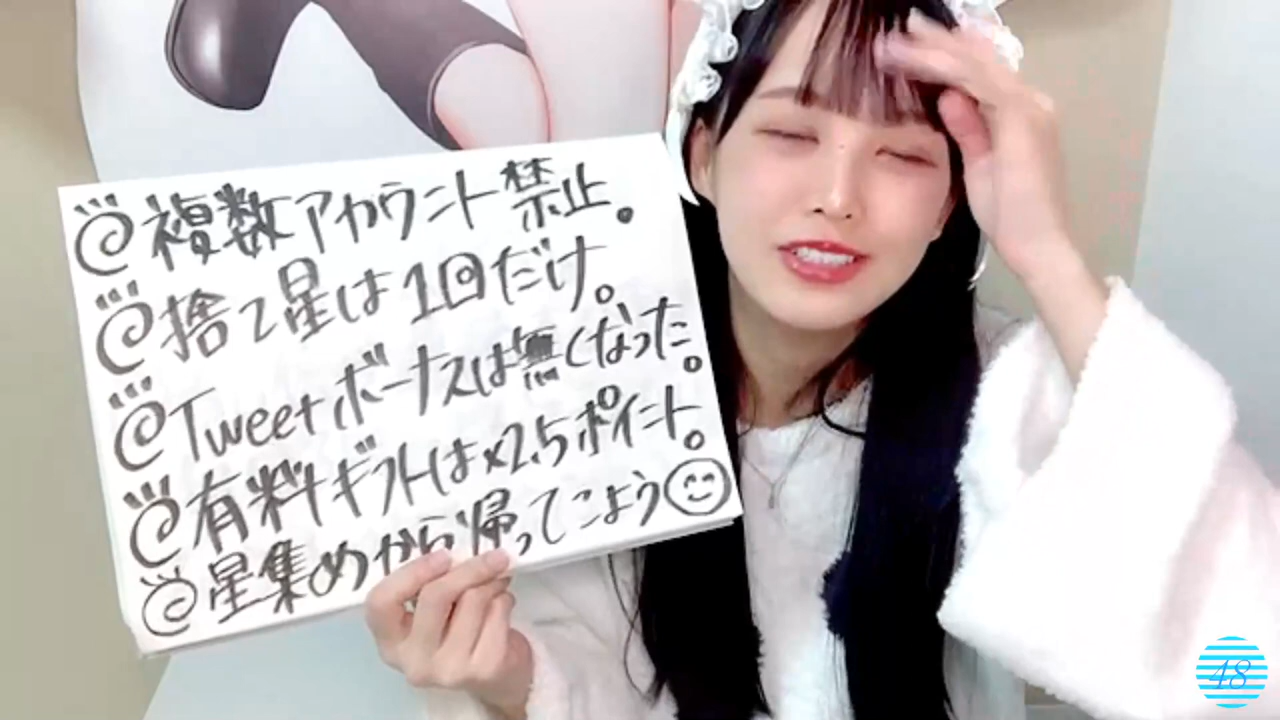 @複数アカウント禁止。
@捨て星は1回だけ。
@Tweetボーナスは無くなった。
@有料ギフトは×2.5ポイント。
@星集めから帰ってこよう
48